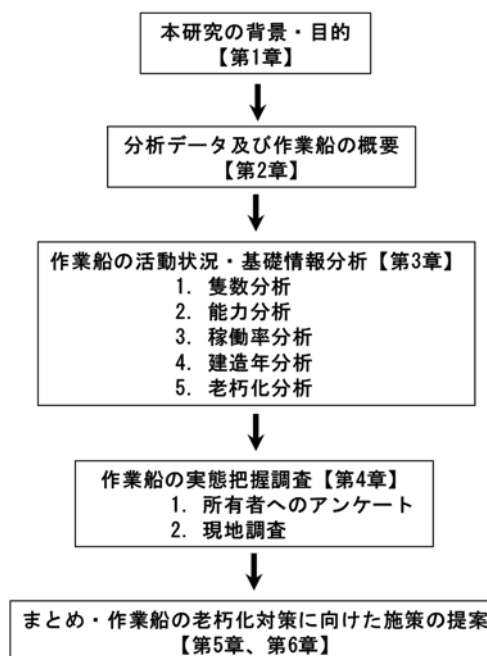 本研究の背景・目的
【第1章】
分析データ及び作業船の概要
【第2章】
作業船の活動状況・基礎情報分析【第3章】
1. 隻数分析
2. 能力分析
3. 稼働率分析
4. 建造年分析
5. 老朽化分析
作業船の実態把握調査【第4章】
1. 所有者へのアンケート
2. 現地調査
まとめ・作業船の老朽化対策に向けた施策の提案
【第5章、第6章】